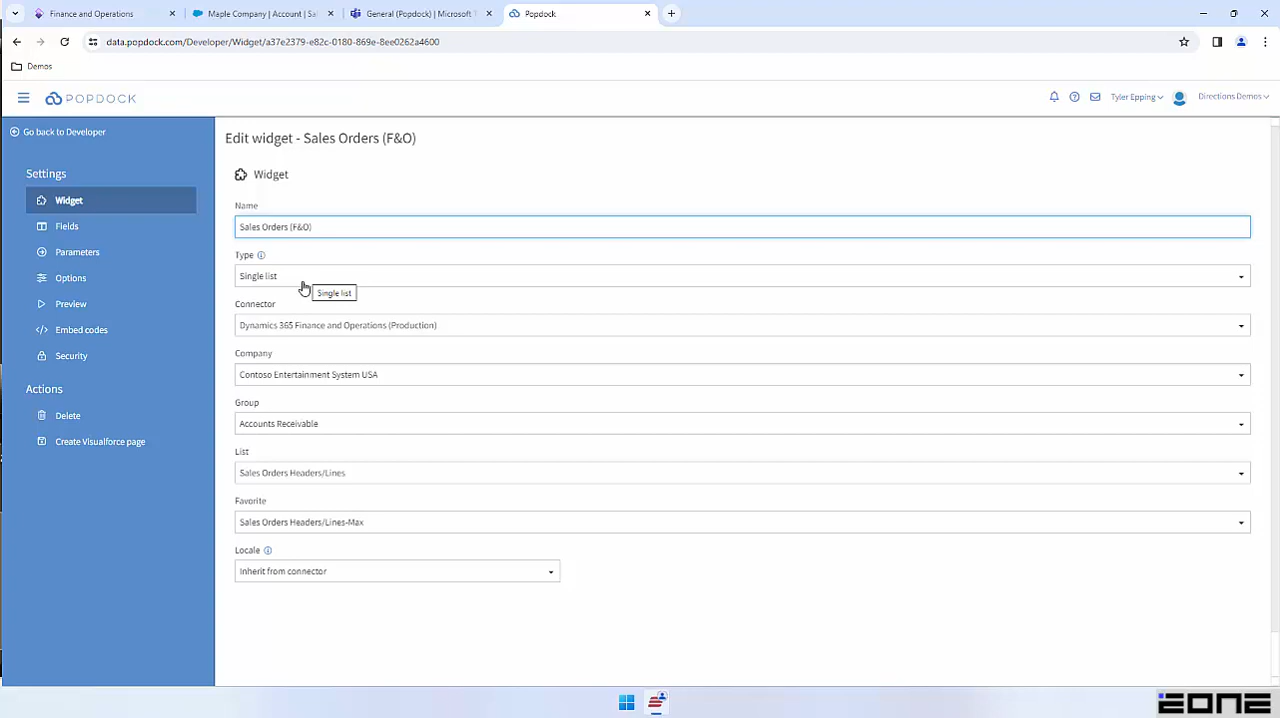 Finance and Operations
Maple Company | Account | Sal
General (Popdock) | Microsoft T
Popdock
data.popdock.com/Developer/Widget/a37e2379-e82c-0180-869e-8ee0262a4600
Demos
POPDOCK
Tyler Epping
Directions Demos
Go back to Developer
Settings
Widget
Fields
Parameters
Options
Preview
Embed codes
Security
Actions
Delete
Create Visualforce page
Edit widget - Sales Orders (F&O)
Widget
Name
Sales Orders (F&O)
Type
Single list
Single list
Connector
Dynamics 365 Finance and Operations (Production)
Company
Contoso Entertainment System USA
Group
Accounts Receivable
List
Sales Orders Headers/Lines
Favorite
Sales Orders Headers/Lines-Max
Locale
Inherit from connector
eone